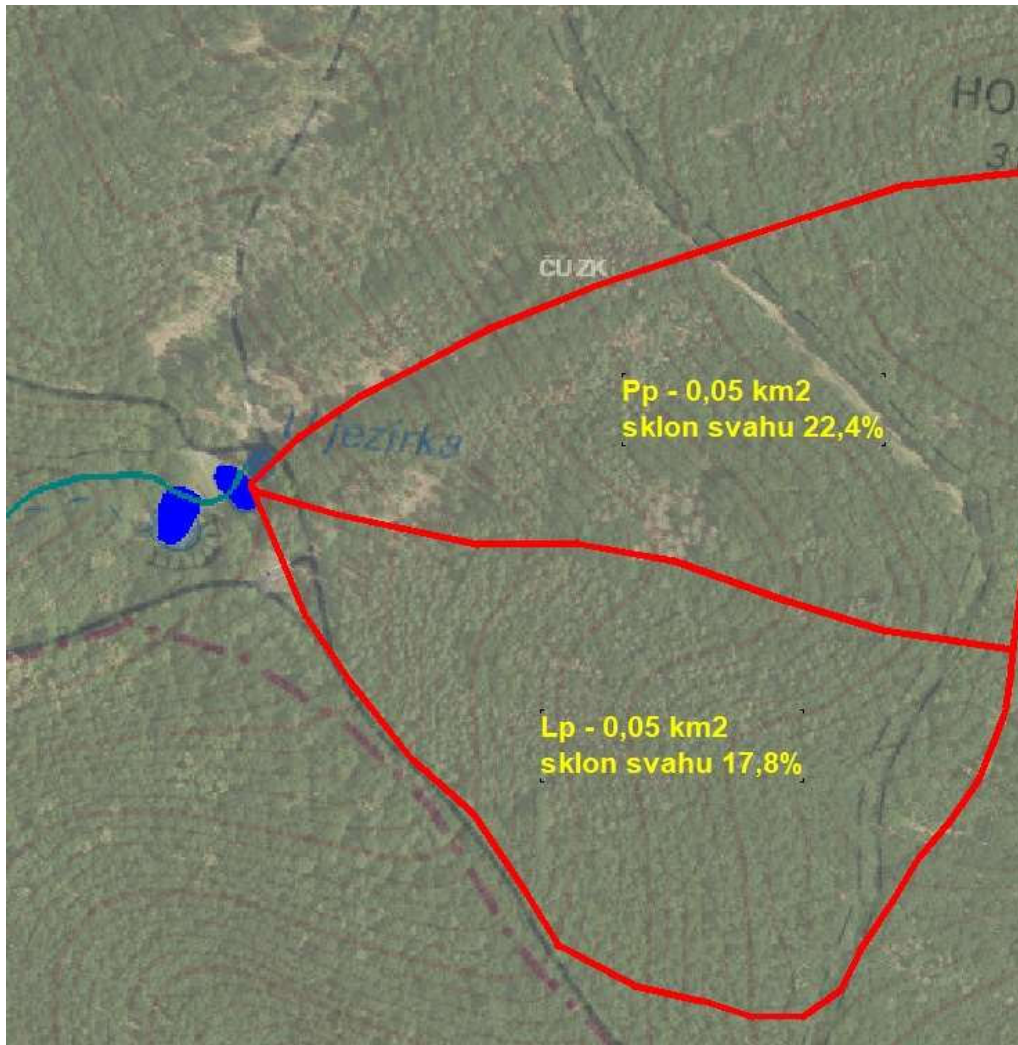 HO
3
ČÚZK
Pp - 0,05 km2
sklon svahu 22,4%
U jezírka
Lp - 0,05 km2
sklon svahu 17,8%